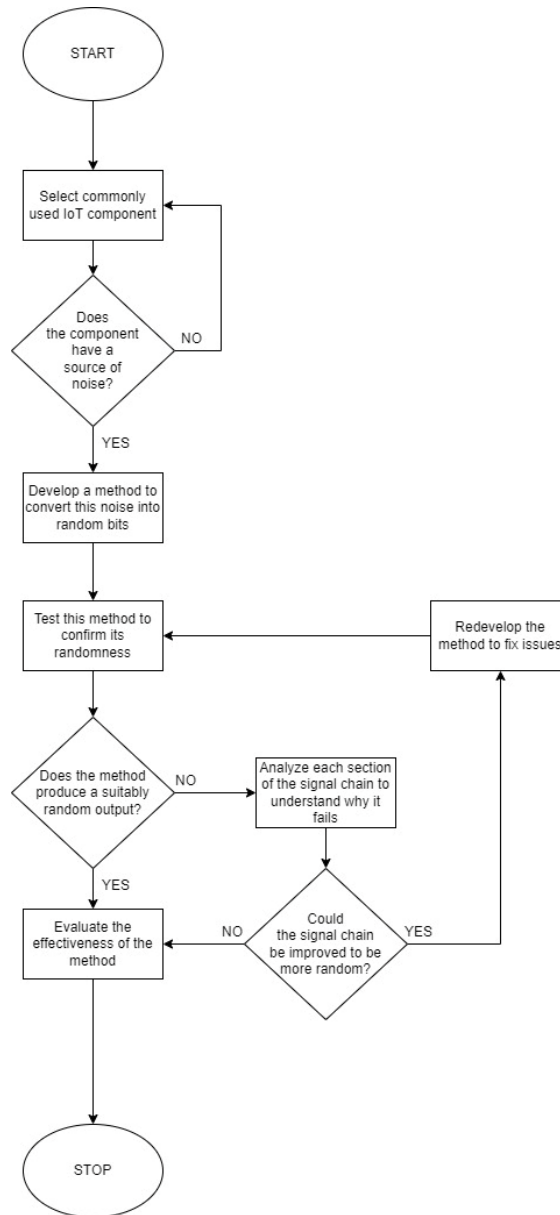 START
Select commonly
used IoT component
Does
the component
have a
source of
noise?
NO
YES
Develop a method to
convert this noise into
random bits
Test this method to
confirm its
randomness
Redevelop the
method to fix issues
Does the method
produce a suitably
random output?
NO
Analyze each section
of the signal chain to
understand why it
fails
YES
Evaluate the
effectiveness of the
method
NO
Could
the signal chain
be improved to be
more random?
YES
STOP